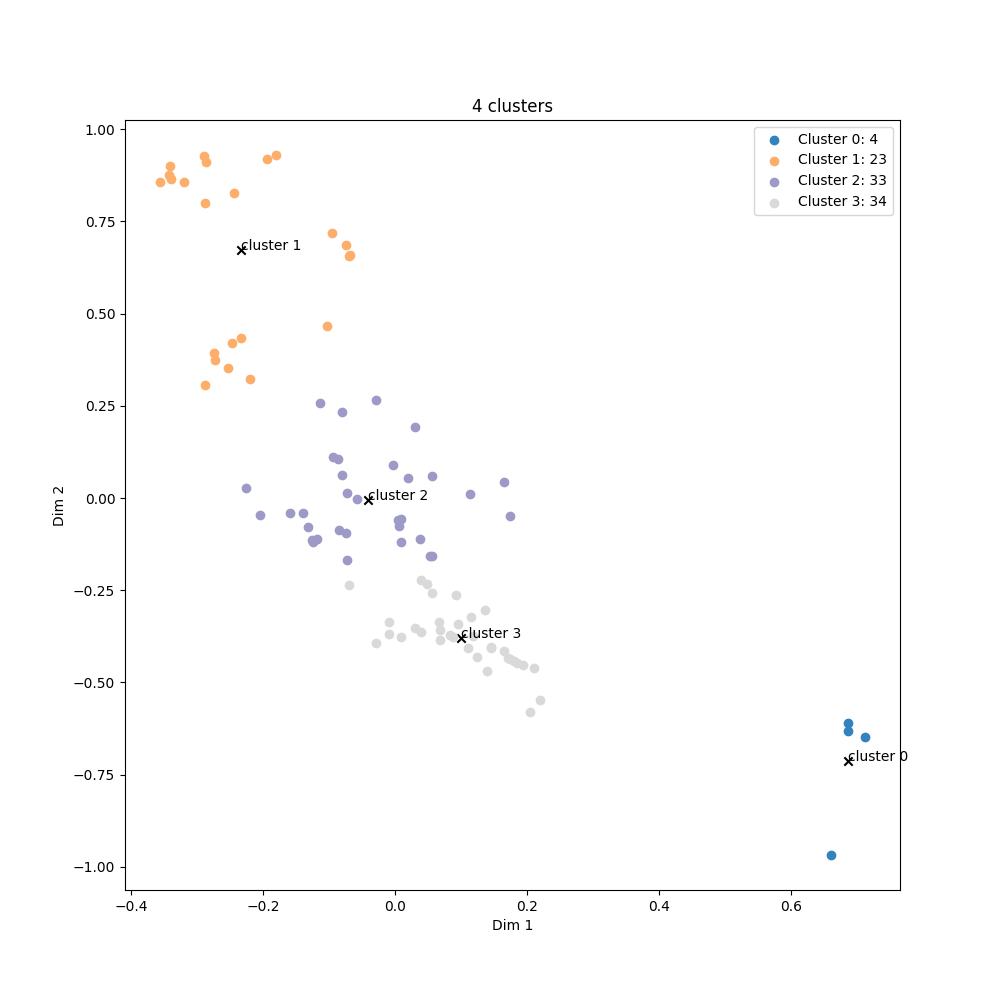 4 clusters
Cluster 0: 4
Cluster 1: 23
Cluster 2: 33
Cluster 3: 34
1.00
0.75
0.50
0.25
0.00
−0.25
−0.50
−0.75
−1.00
Dim 2
cluster 1
cluster 2
cluster 3
cluster 0
−0.4
−0.2
0.0
0.2
0.4
0.6
Dim 1